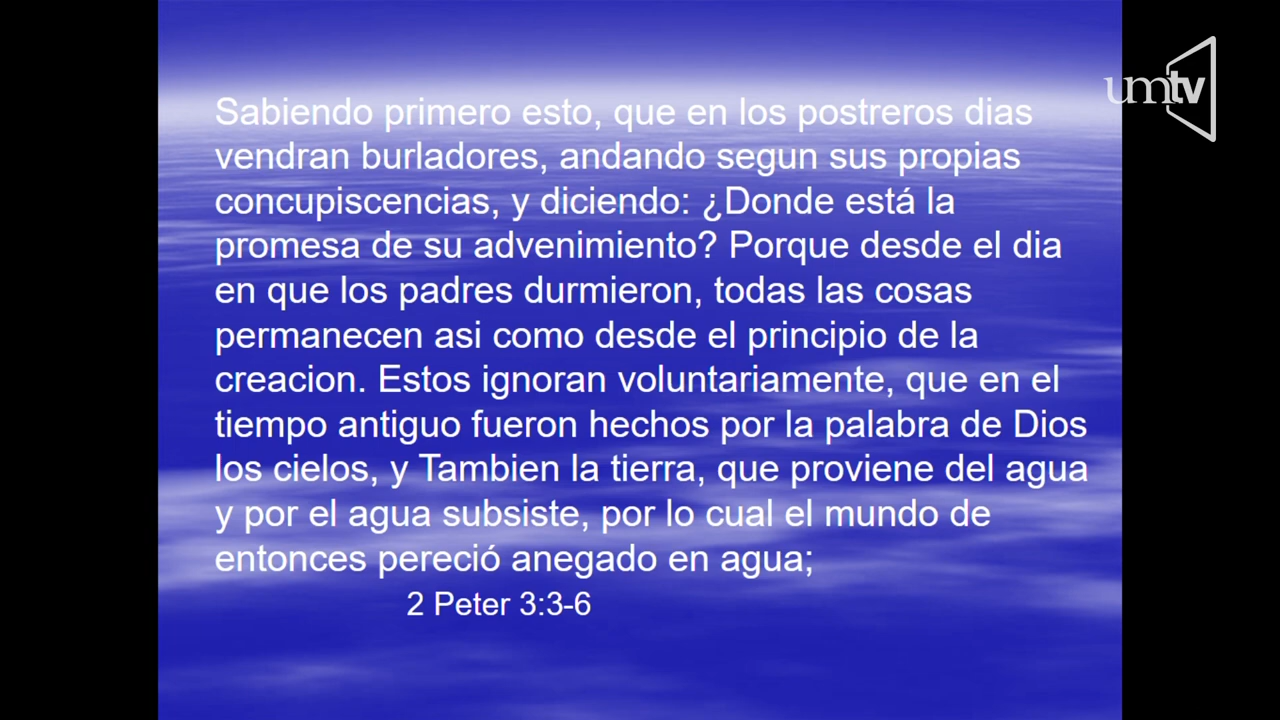 Sabiendo primero esto, que en los postreros dias
vendran burladores, andando segun sus propias
concupiscencias, y diciendo: ¿Donde está la
promesa de su advenimiento? Porque desde el dia
en que los padres durmieron, todas las cosas
permanecen asi como desde el principio de la
creacion. Estos ignoran voluntariamente, que en el
tiempo antiguo fueron hechos por la palabra de Dios
los cielos, y Tambien la tierra, que proviene del agua
y por el agua subsiste, por lo cual el mundo de
entonces pereció anegado en agua;
2 Peter 3:3-6
umtv